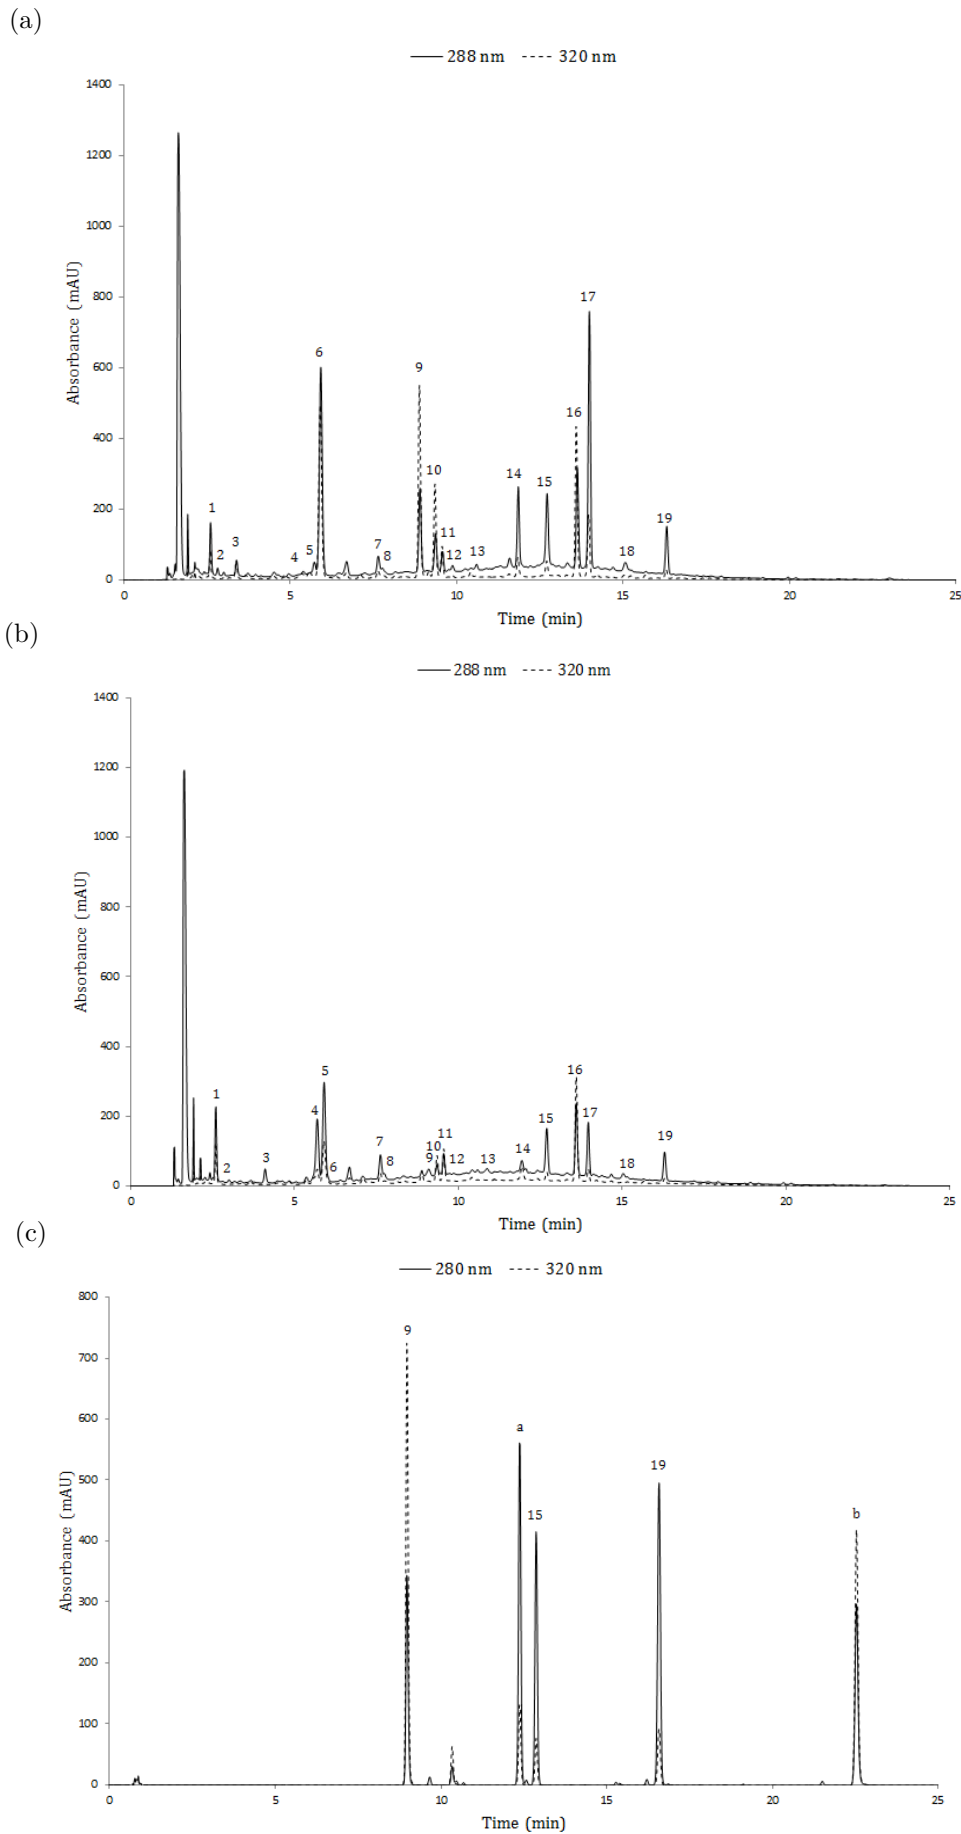 (a)
288 nm 320 nm
1400
1200
1000
800
600
400
200
0
Absorbance (mAU)
1 2 3 4 5 6 7 8 9 10 11 12 13 14 15 16 17 18 19
0 5 10 15 20 25
Time (min)
(b)
288 nm 320 nm
1400
1200
1000
800
600
400
200
0
Absorbance (mAU)
1 2 3 4 5 6 7 8 9 10 11 12 13 14 15 16 17 18 19
0 5 10 15 20 25
Time (min)
(c)
280 nm 320 nm
800
700
600
500
400
300
200
100
0
Absorbance (mAU)
9 a 15 19 b
0 5 10 15 20 25
Time (min)